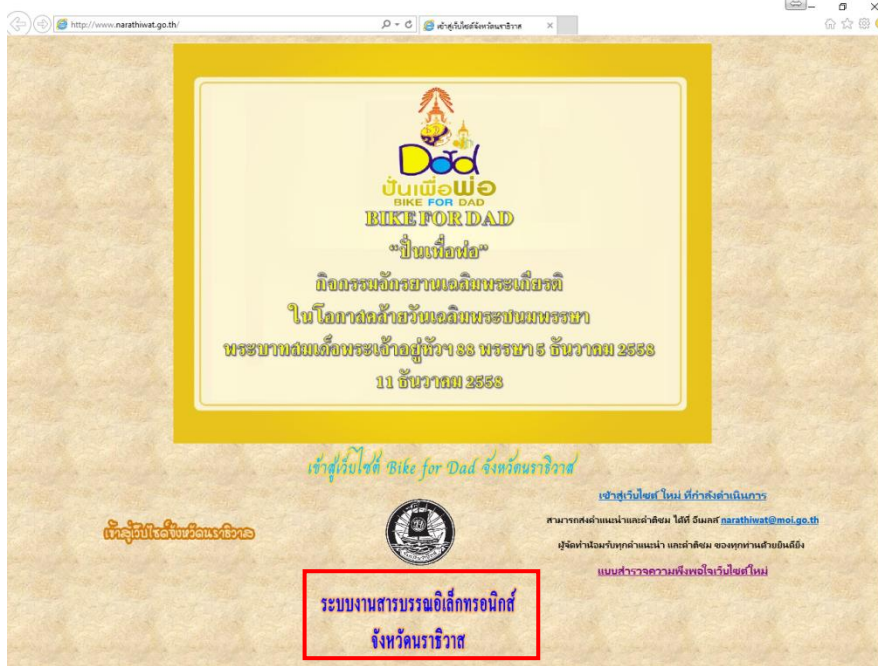 http://www.narathiwat.go.th/
เข้าสู่เว็บไซต์จังหวัดนราธิวาส
Dad
ปั่นเพื่อพ่อ
BIKE FOR DAD
BIKE FOR DAD
“ปั่นเพื่อพ่อ”
กิจกรรมจักรยานเฉลิมพระเกียรติ
ในโอกาสคล้ายวันเฉลิมพระชนมพรรษา
พระบาทสมเด็จพระเจ้าอยู่หัวฯ 88 พรรษา 5 ธันวาคม 2558
11 ธันวาคม 2558
เข้าสู่เว็บไซต์ Bike for Dad จังหวัดนราธิวาส
เข้าสู่เว็บไซต์จังหวัดนราธิวาส
เข้าสู่เว็บไซต์ ใหม่ ที่กำลังดำเนินการ
สามารถส่งคำแนะนำและคำติชม ได้ที่ อีเมลล์ narathiwat@moi.go.th
ผู้จัดทำน้อมรับทุกคำแนะนำ และคำติชม ของทุกท่านด้วยยินดียิ่ง
แบบสำรวจความพึงพอใจเว็บไซต์ใหม่
ระบบงานสารบรรณอิเล็กทรอนิกส์
จังหวัดนราธิวาส